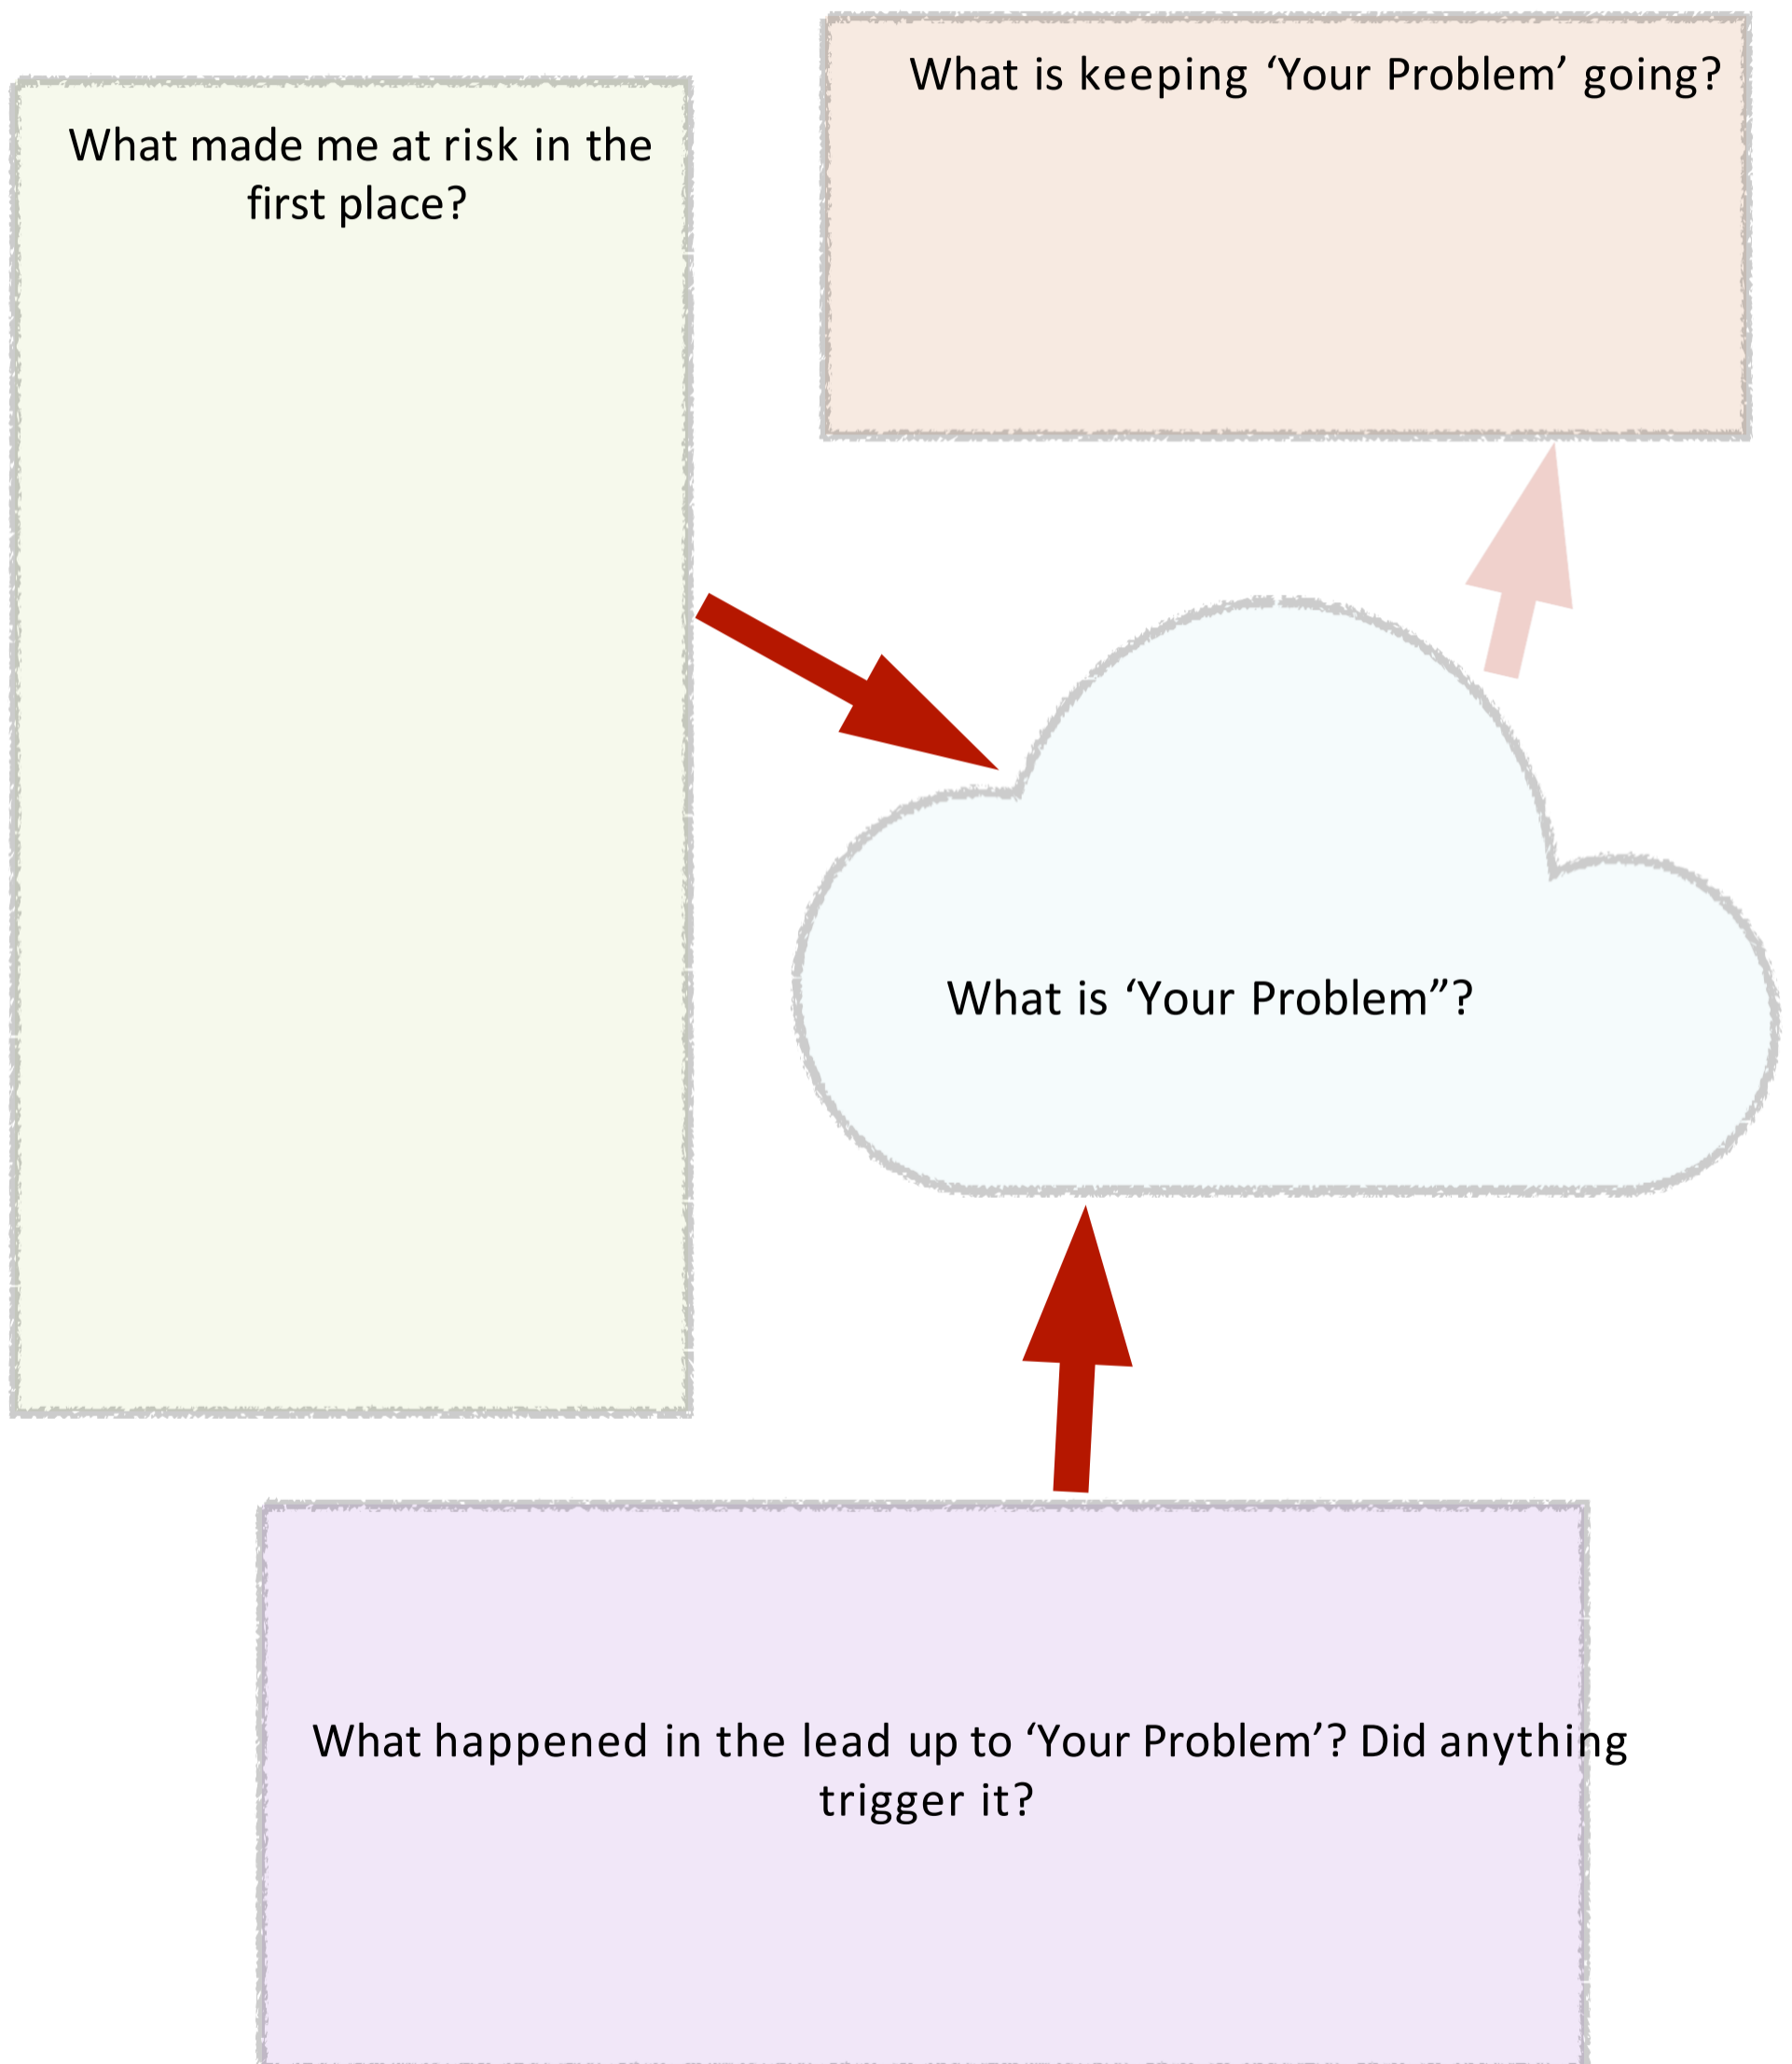 What is keeping ‘Your Problem’ going?
What made me at risk in the
first place?
What is ‘Your Problem”?
What happened in the lead up to ‘Your Problem’? Did anything
trigger it?